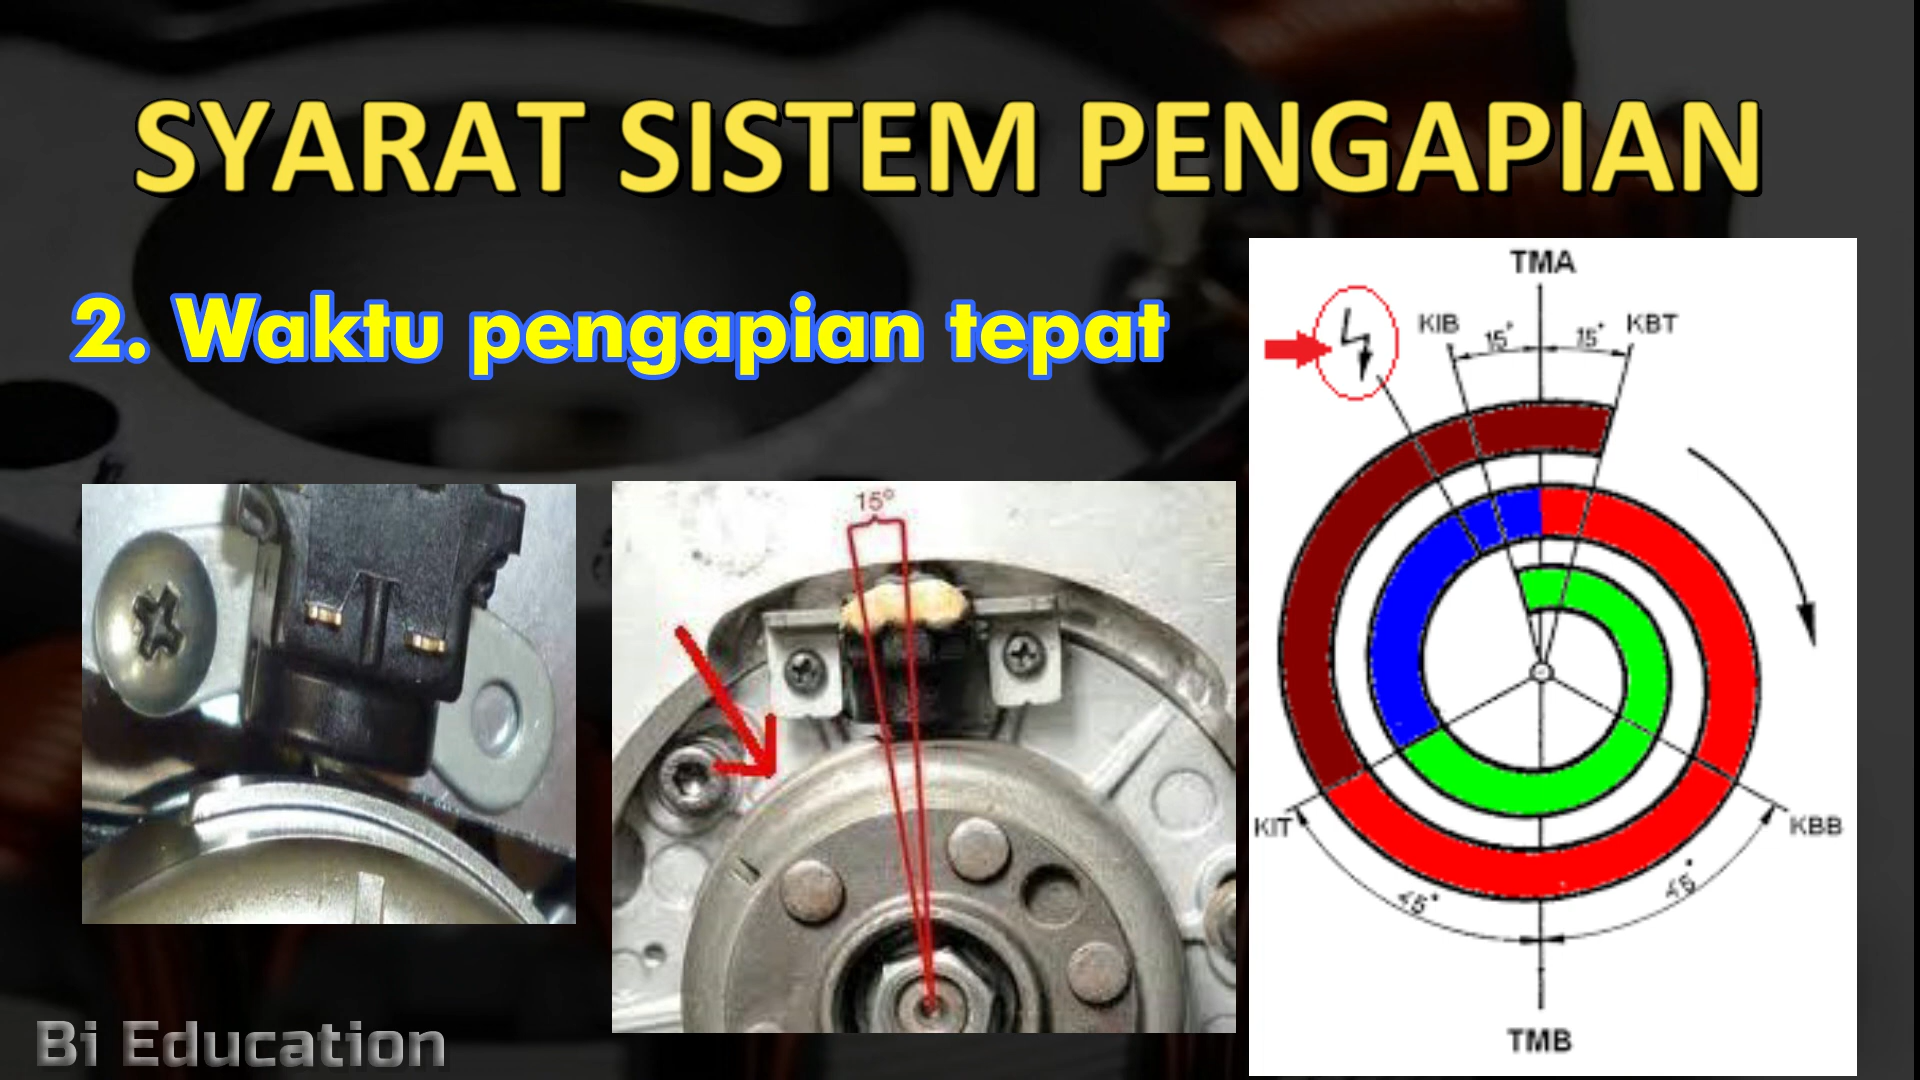 SYARAT SISTEM PENGAPIAN
2. Waktu pengapian tepat
TMA
KIB
15°
15°
KBT
15°
KIT
KBB
45°
45°
TMB
Bi Education